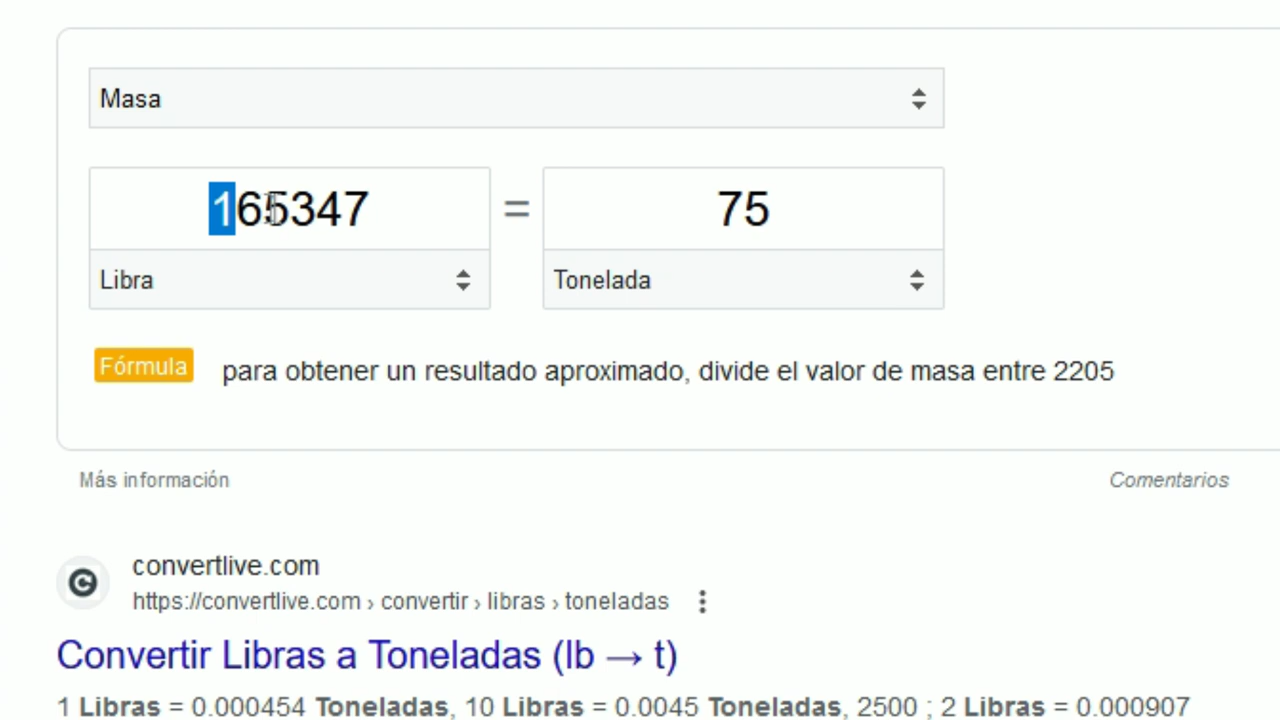 Masa
165347 = 75
Libra Tonelada
Fórmula para obtener un resultado aproximado, divide el valor de masa entre 2205
Más información Comentarios
convertlive.com
https://convertlive.com › convertir › libras › toneladas
Convertir Libras a Toneladas (lb → t)
1 Libras = 0.000454 Toneladas, 10 Libras = 0.0045 Toneladas, 2500 ; 2 Libras = 0.000907